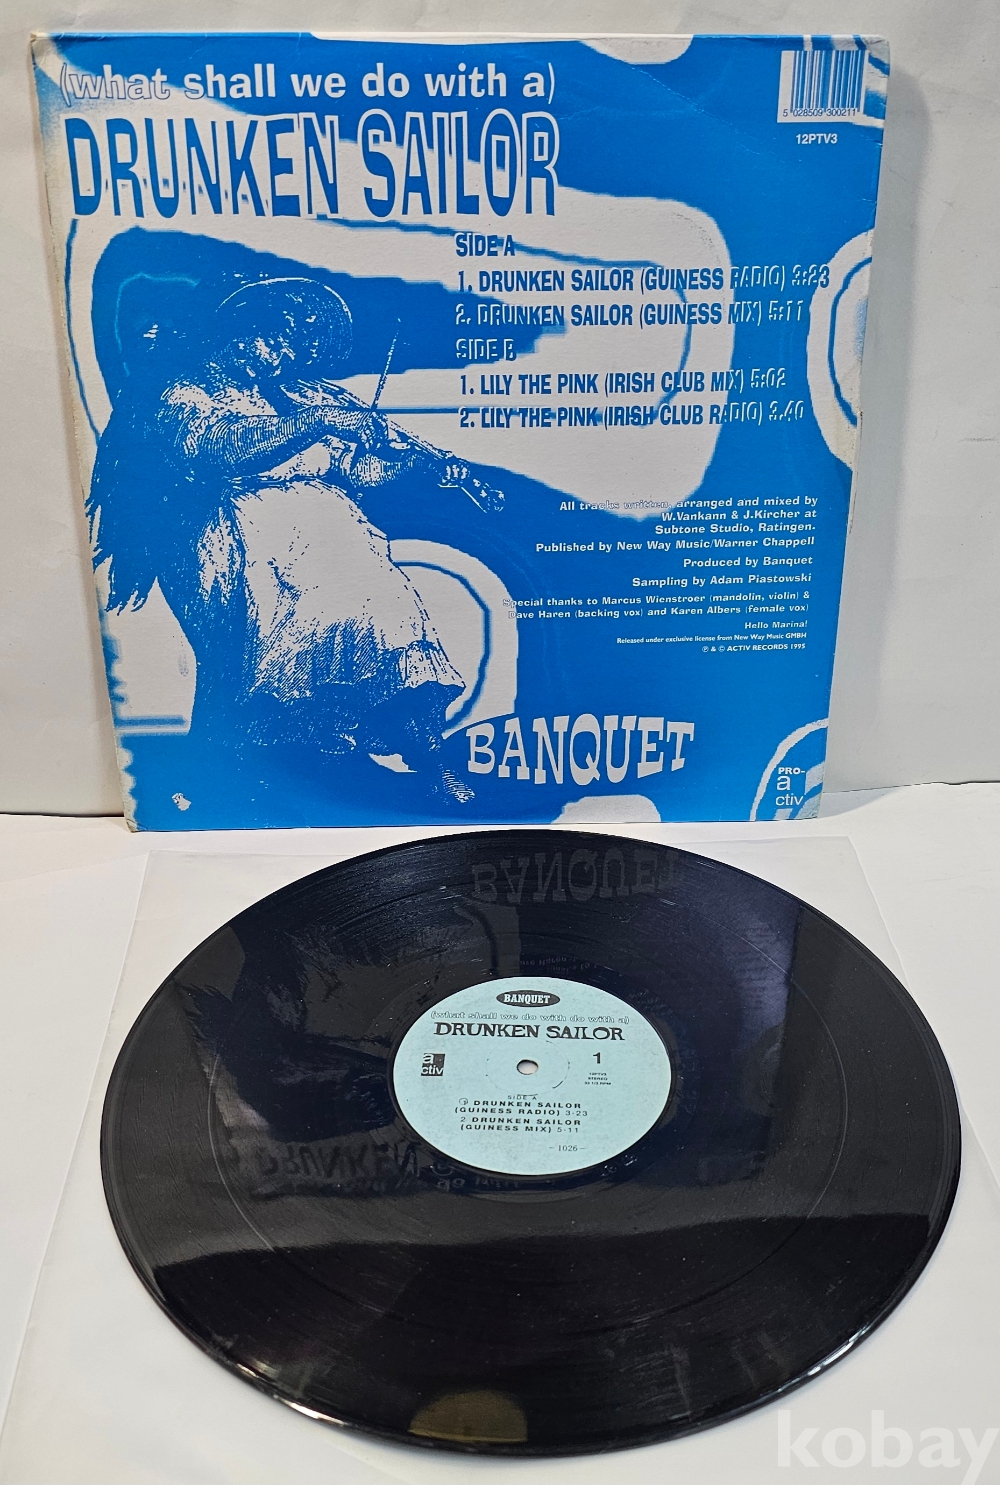 (what shall we do with a)
DRUNKEN SAILOR
5 028509 300211
12PTV3
SIDE A
1. DRUNKEN SAILOR (GUINESS RADIO) 3:23
2. DRUNKEN SAILOR (GUINESS MIX) 5:11
SIDE B
1. LILY THE PINK (IRISH CLUB MIX) 5:02
2. LILY THE PINK (IRISH CLUB RADIO) 3.40
All tracks written, arranged and mixed by
W.Vankann & J.Kircher at
Subtone Studio, Ratingen.
Published by New Way Music/Warner Chappell
Produced by Banquet
Sampling by Adam Piastowski
Special thanks to Marcus Wienstroer (mandolin, violin) &
Dave Haren (backing vox) and Karen Albers (female vox)
Hello Marina!
Released under exclusive license from New Way Music GMBH
℗ & © ACTIV RECORDS 1995
BANQUET
PRO-
a
ctiv
BANQUET
(what shall we do with do with a)
DRUNKEN SAILOR
a
ctiv
1
12PTV3
STEREO
33 1/3 RPM
SIDE A
1 DRUNKEN SAILOR
(GUINESS RADIO) 3-23
2 DRUNKEN SAILOR
(GUINESS MIX) 5-11
-1026-
kobay